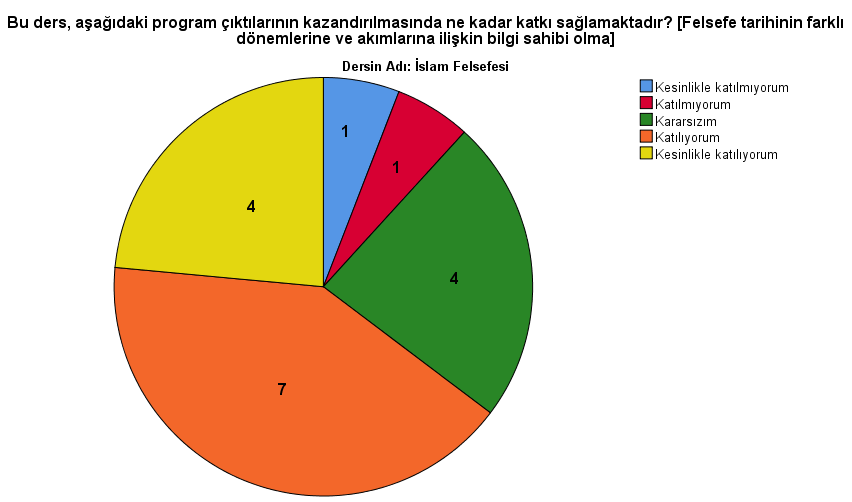 Bu ders, aşağıdaki program çıktılarının kazandırılmasında ne kadar katkı sağlamaktadır? [Felsefe tarihinin farklı
dönemlerine ve akımlarına ilişkin bilgi sahibi olma]
Dersin Adı: İslam Felsefesi
Kesinlikle katılmıyorum
Katılmıyorum
Kararsızım
Katılıyorum
Kesinlikle katılıyorum
1
1
4
4
7